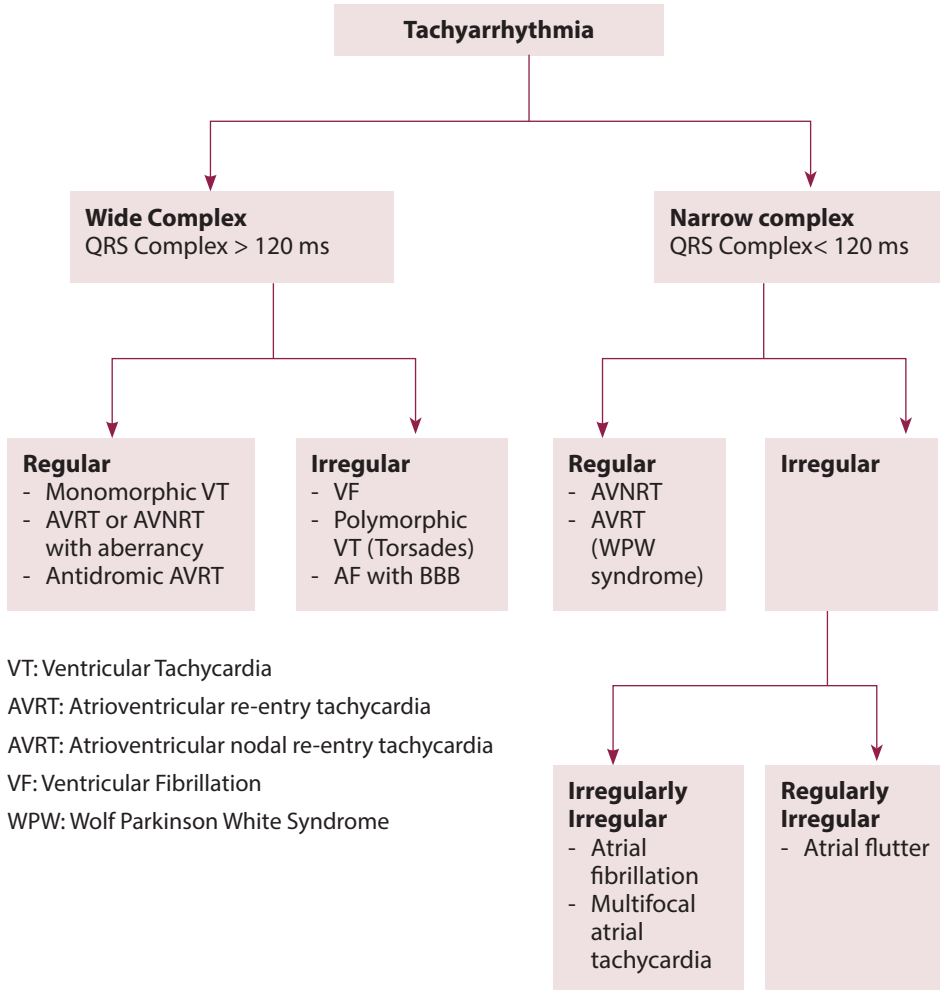 Tachyarrhythmia
Wide Complex
QRS Complex > 120 ms
Narrow complex
QRS Complex< 120 ms
Regular
- Monomorphic VT
- AVRT or AVNRT
with aberrancy
- Antidromic AVRT
Irregular
- VF
- Polymorphic
VT (Torsades)
- AF with BBB
Regular
- AVNRT
- AVRT
(WPW
syndrome)
Irregular
VT: Ventricular Tachycardia
AVRT: Atrioventricular re-entry tachycardia
AVRT: Atrioventricular nodal re-entry tachycardia
VF: Ventricular Fibrillation
WPW: Wolf Parkinson White Syndrome
Irregularly
Irregular
- Atrial
fibrillation
- Multifocal
atrial
tachycardia
Regularly
Irregular
- Atrial flutter